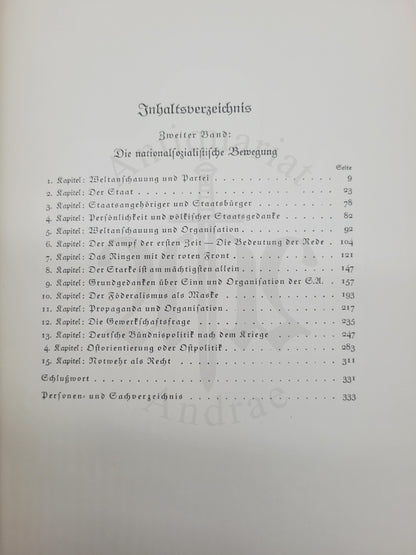 Inhaltsverzeichnis
Zweiter Band:
Die nationalsozialistische Bewegung
Seite
1. Kapitel: Weltanschauung und Partei . . . . . . . . . . . . 9
2. Kapitel: Der Staat . . . . . . . . . . . . 23
3. Kapitel: Staatsangehöriger und Staatsbürger . . . . . . . . 78
4. Kapitel: Persönlichkeit und völkischer Staatsgedanke . . . . 82
5. Kapitel: Weltanschauung und Organisation . . . . . . . . 92
6. Kapitel: Der Kampf der ersten Zeit — Die Bedeutung der Rede . 104
7. Kapitel: Das Ringen mit der roten Front . . . . . . . . 121
8. Kapitel: Der Starke ist am mächtigsten allein . . . . . . . 147
9. Kapitel: Grundgedanken über Sinn und Organisation der S.A. . 157
10. Kapitel: Der Föderalismus als Maske . . . . . . . . 193
11. Kapitel: Propaganda und Organisation . . . . . . . . 217
12. Kapitel: Die Gewerkschaftsfrage . . . . . . . . 235
13. Kapitel: Deutsche Bündnispolitik nach dem Kriege . . . . . 247
4. Kapitel: Ostorientierung oder Ostpolitik . . . . . . . . 283
15. Kapitel: Notwehr als Recht . . . . . . . . 311
Schlußwort . . . . . . . . . . . . 331
Personen- und Sachverzeichnis . . . . . . . . . . . . 333
Antiquariat
Andrae